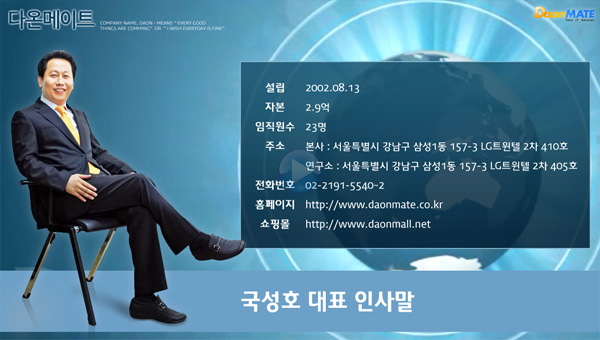 다온메이트
COMPANY NAME, DAON - MEANS " EVERY GOOD
THINGS ARE COMMING" OR " I WISH EVERYDAY IS FINE"
DaonMATE
설립 2002.08.13
자본 2.9억
임직원수 23명
주소 본사 : 서울특별시 강남구 삼성1동 157-3 LG트윈텔 2차 410호
연구소 : 서울특별시 강남구 삼성1동 157-3 LG트윈텔 2차 405호
전화번호 02-2191-5540-2
홈페이지 http://www.daonmate.co.kr
쇼핑몰 http://www.daonmall.net
국성호 대표 인사말